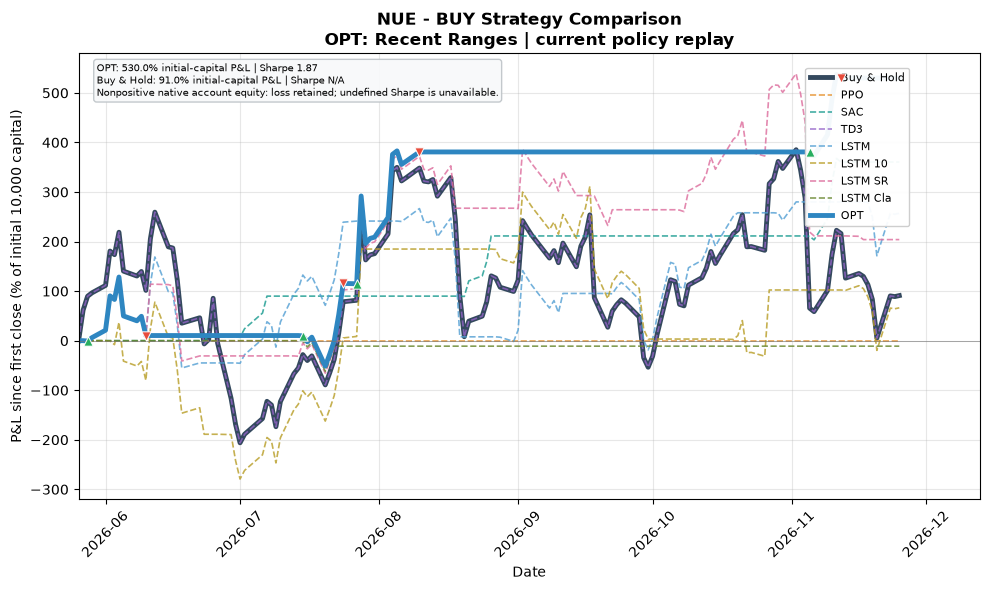 NUE - BUY Strategy Comparison
OPT: Recent Ranges | current policy replay
OPT: 530.0% initial-capital P&L | Sharpe 1.87
Buy & Hold: 91.0% initial-capital P&L | Sharpe N/A
Nonpositive native account equity: loss retained; undefined Sharpe is unavailable.
Buy & Hold
PPO
SAC
TD3
LSTM
LSTM 10
LSTM SR
LSTM Cla
OPT
P&L since first close (% of initial 10,000 capital)
500
400
300
200
100
0
−100
−200
−300
2026-06
2026-07
2026-08
2026-09
2026-10
2026-11
2026-12
Date